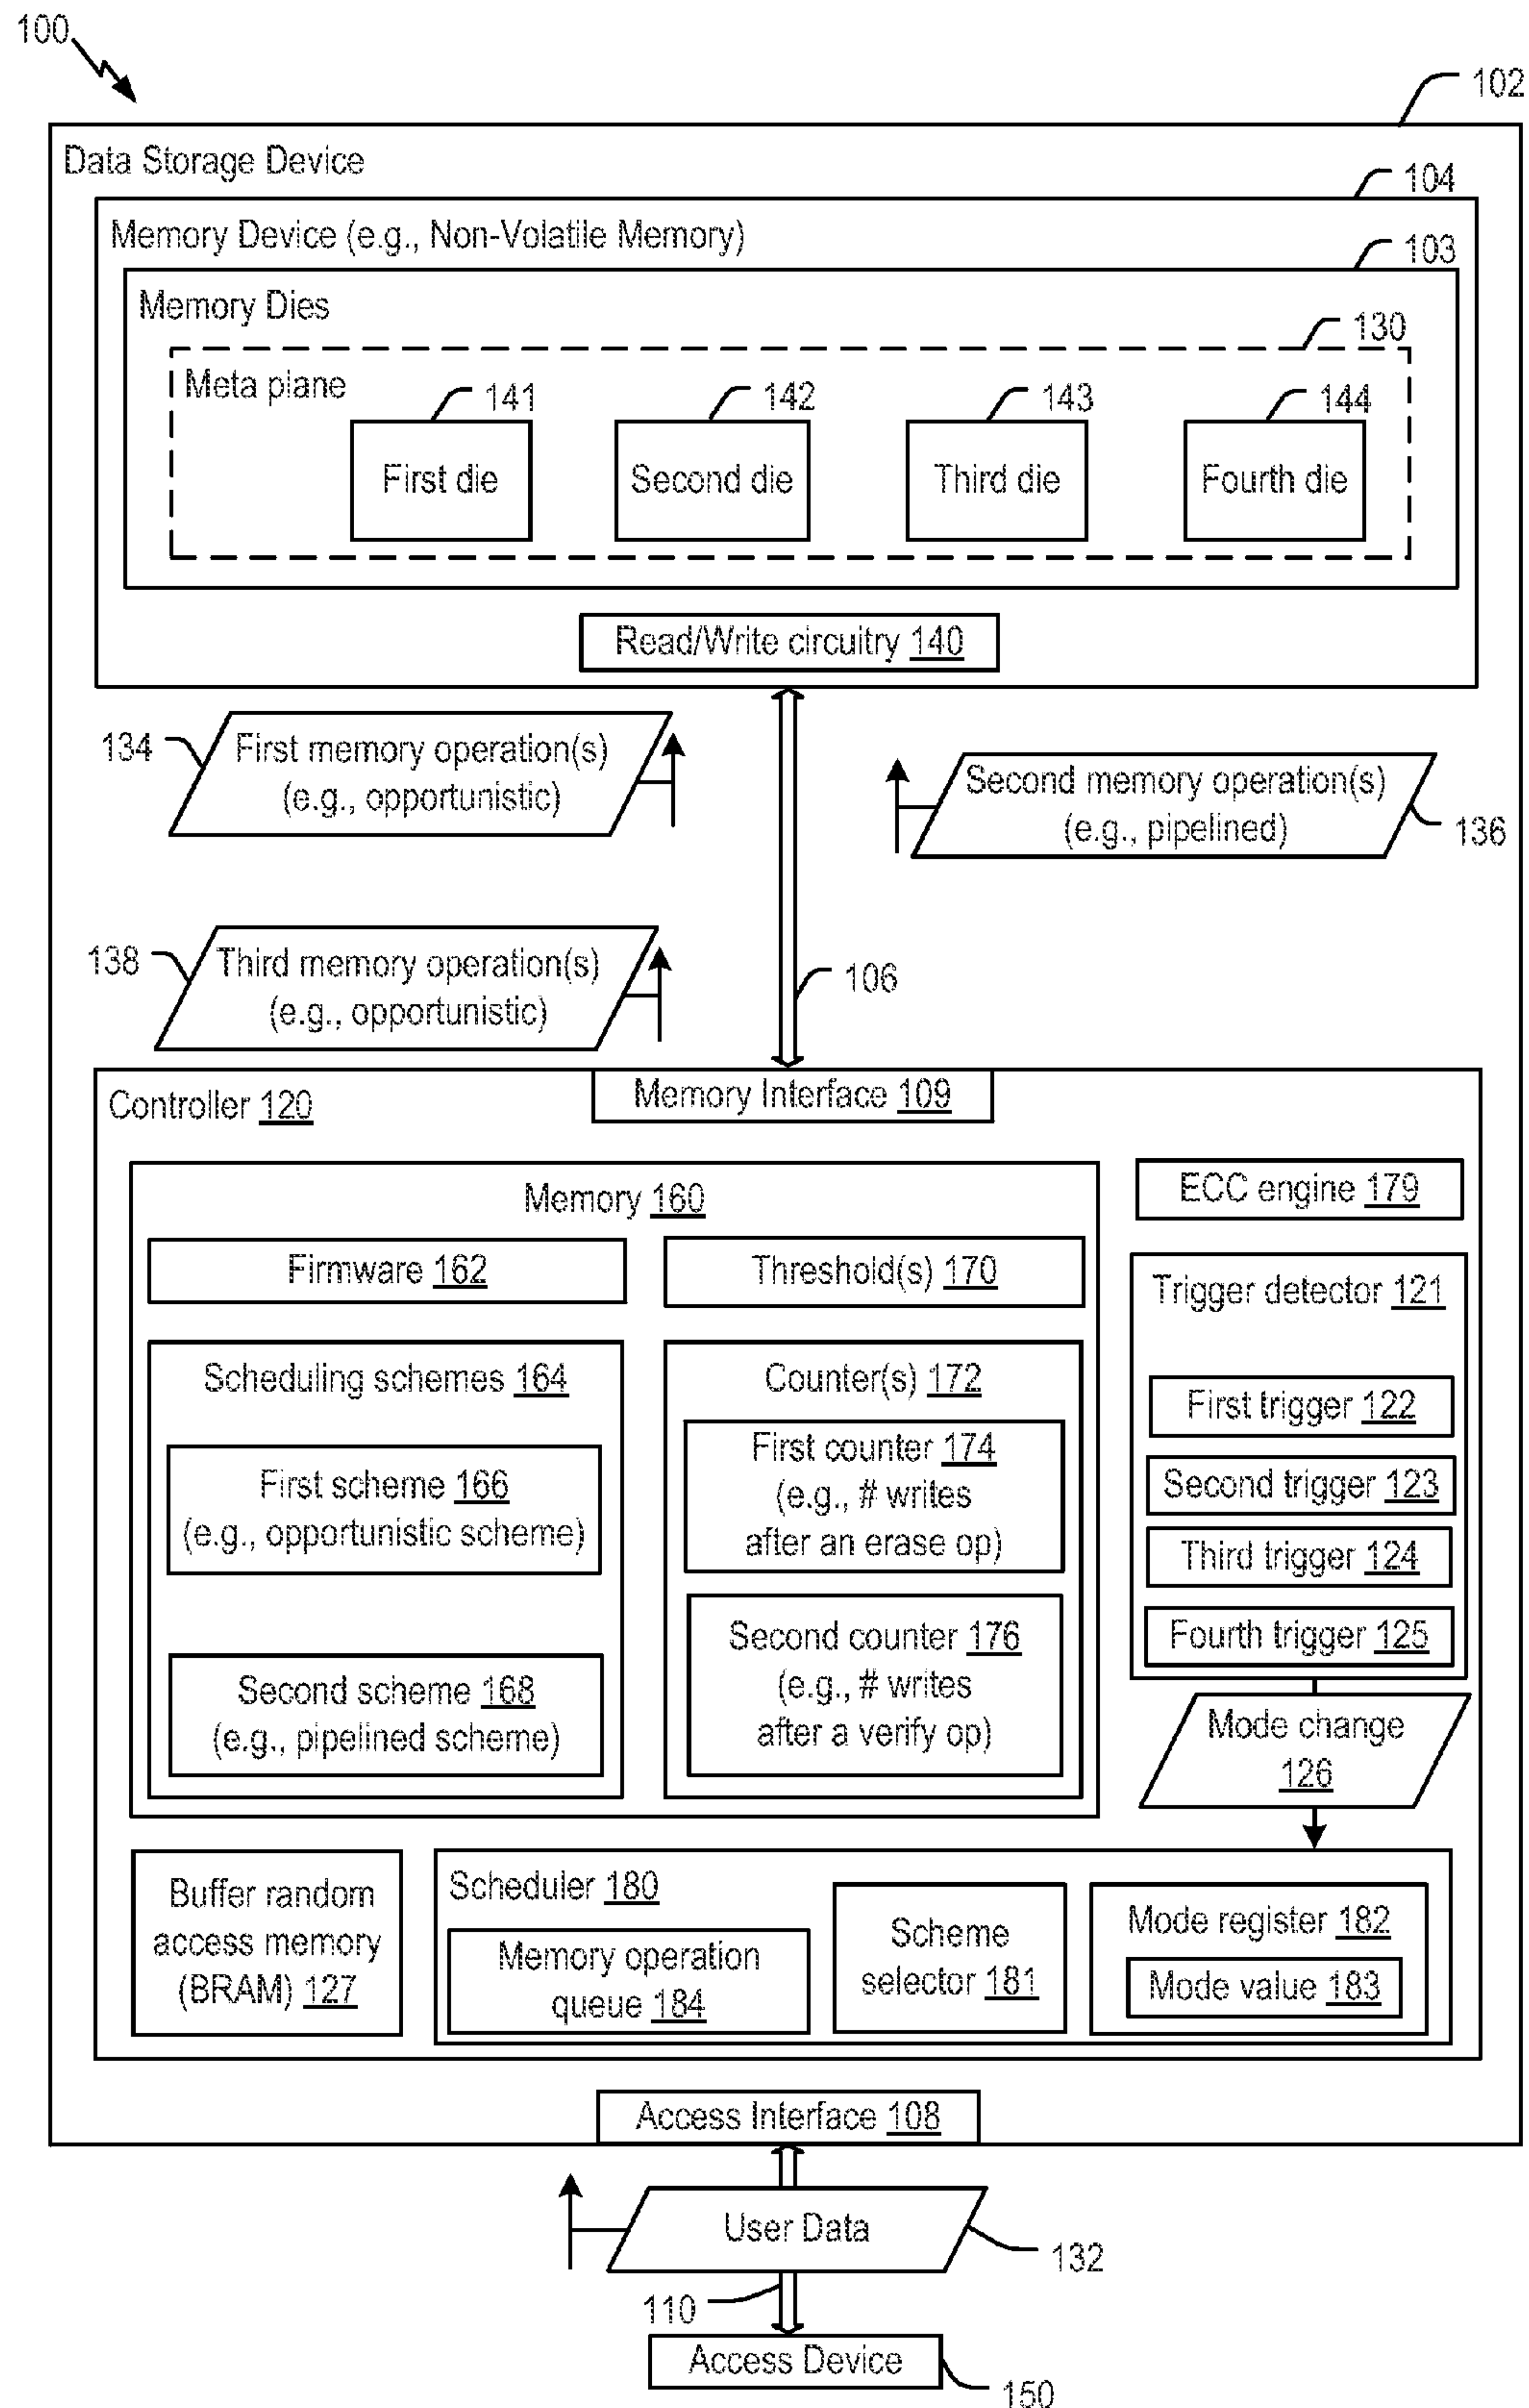 100
102
Data Storage Device
104
Memory Device (e.g., Non-Volatile Memory)
103
Memory Dies
130
Meta plane
141
142
143
144
First die
Second die
Third die
Fourth die
Read/Write circuitry 140
134
First memory operation(s)
(e.g., opportunistic)
Second memory operation(s)
(e.g., pipelined)
136
138
Third memory operation(s)
(e.g., opportunistic)
106
Controller 120
Memory Interface 109
Memory 160
Firmware 162
Threshold(s) 170
Scheduling schemes 164
First scheme 166
(e.g., opportunistic scheme)
Second scheme 168
(e.g., pipelined scheme)
Counter(s) 172
First counter 174
(e.g., # writes
after an erase op)
Second counter 176
(e.g., # writes
after a verify op)
ECC engine 179
Trigger detector 121
First trigger 122
Second trigger 123
Third trigger 124
Fourth trigger 125
Mode change
126
Buffer random
access memory
(BRAM) 127
Scheduler 180
Memory operation
queue 184
Scheme
selector 181
Mode register 182
Mode value 183
Access Interface 108
User Data
132
110
Access Device
150